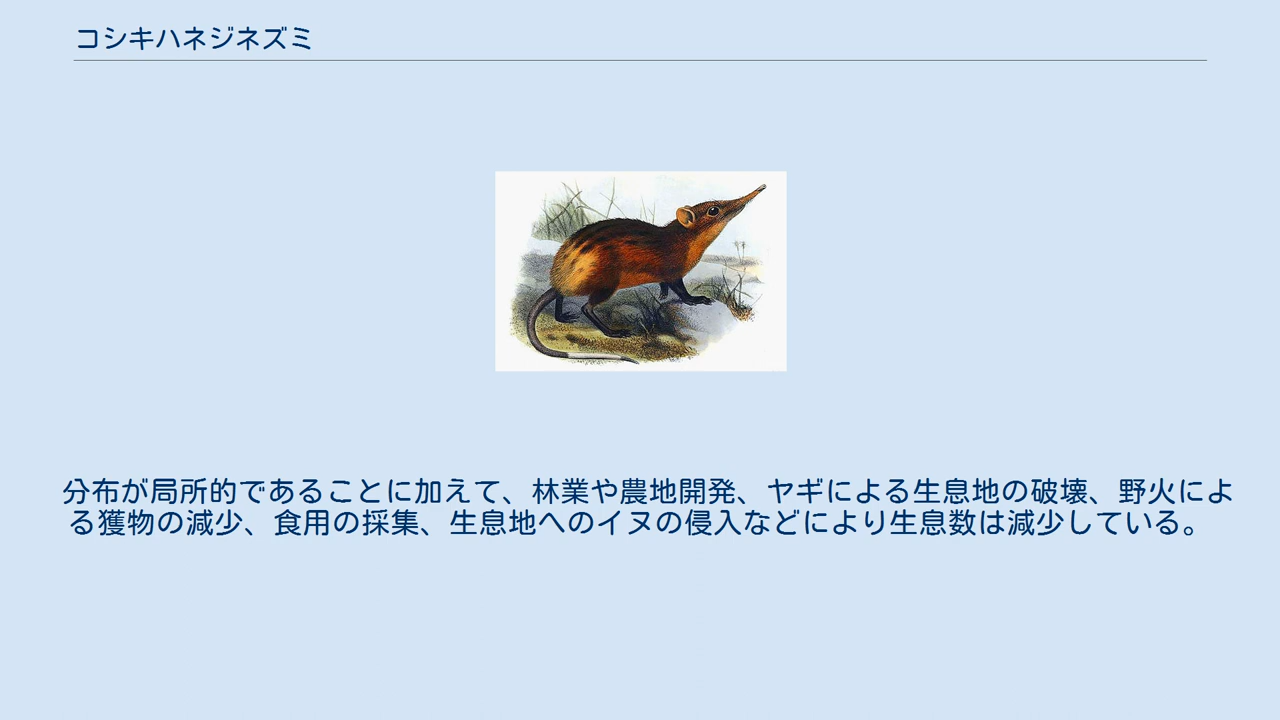 コシキハネジネズミ
分布が局所的であることに加えて、林業や農地開発、ヤギによる生息地の破壊、野火によ
る獲物の減少、食用の採集、生息地へのイヌの侵入などにより生息数は減少している。